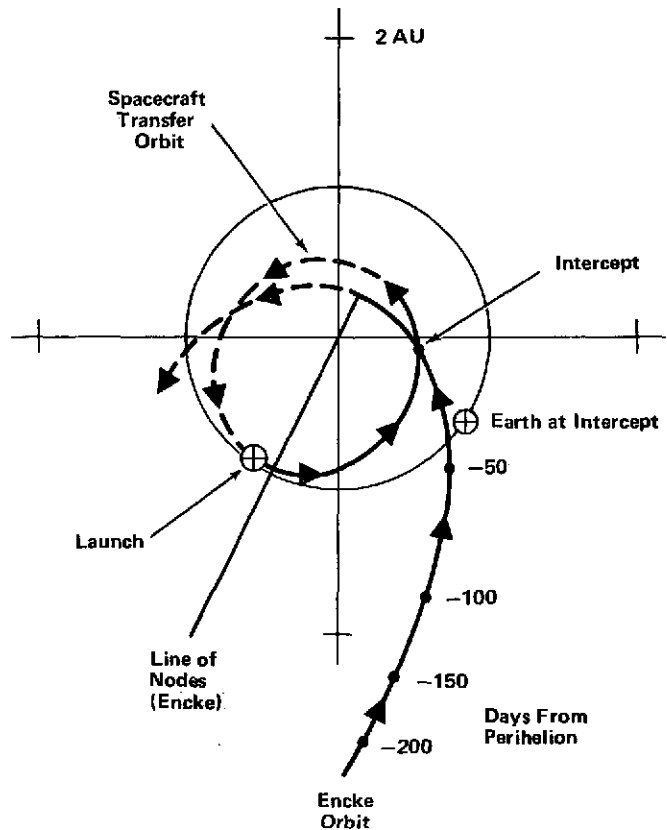 2 AU
Spacecraft
Transfer
Orbit
Intercept
Earth at Intercept
−50
Launch
−100
Line of
Nodes
(Encke)
−150
Days From
Perihelion
−200
Encke
Orbit